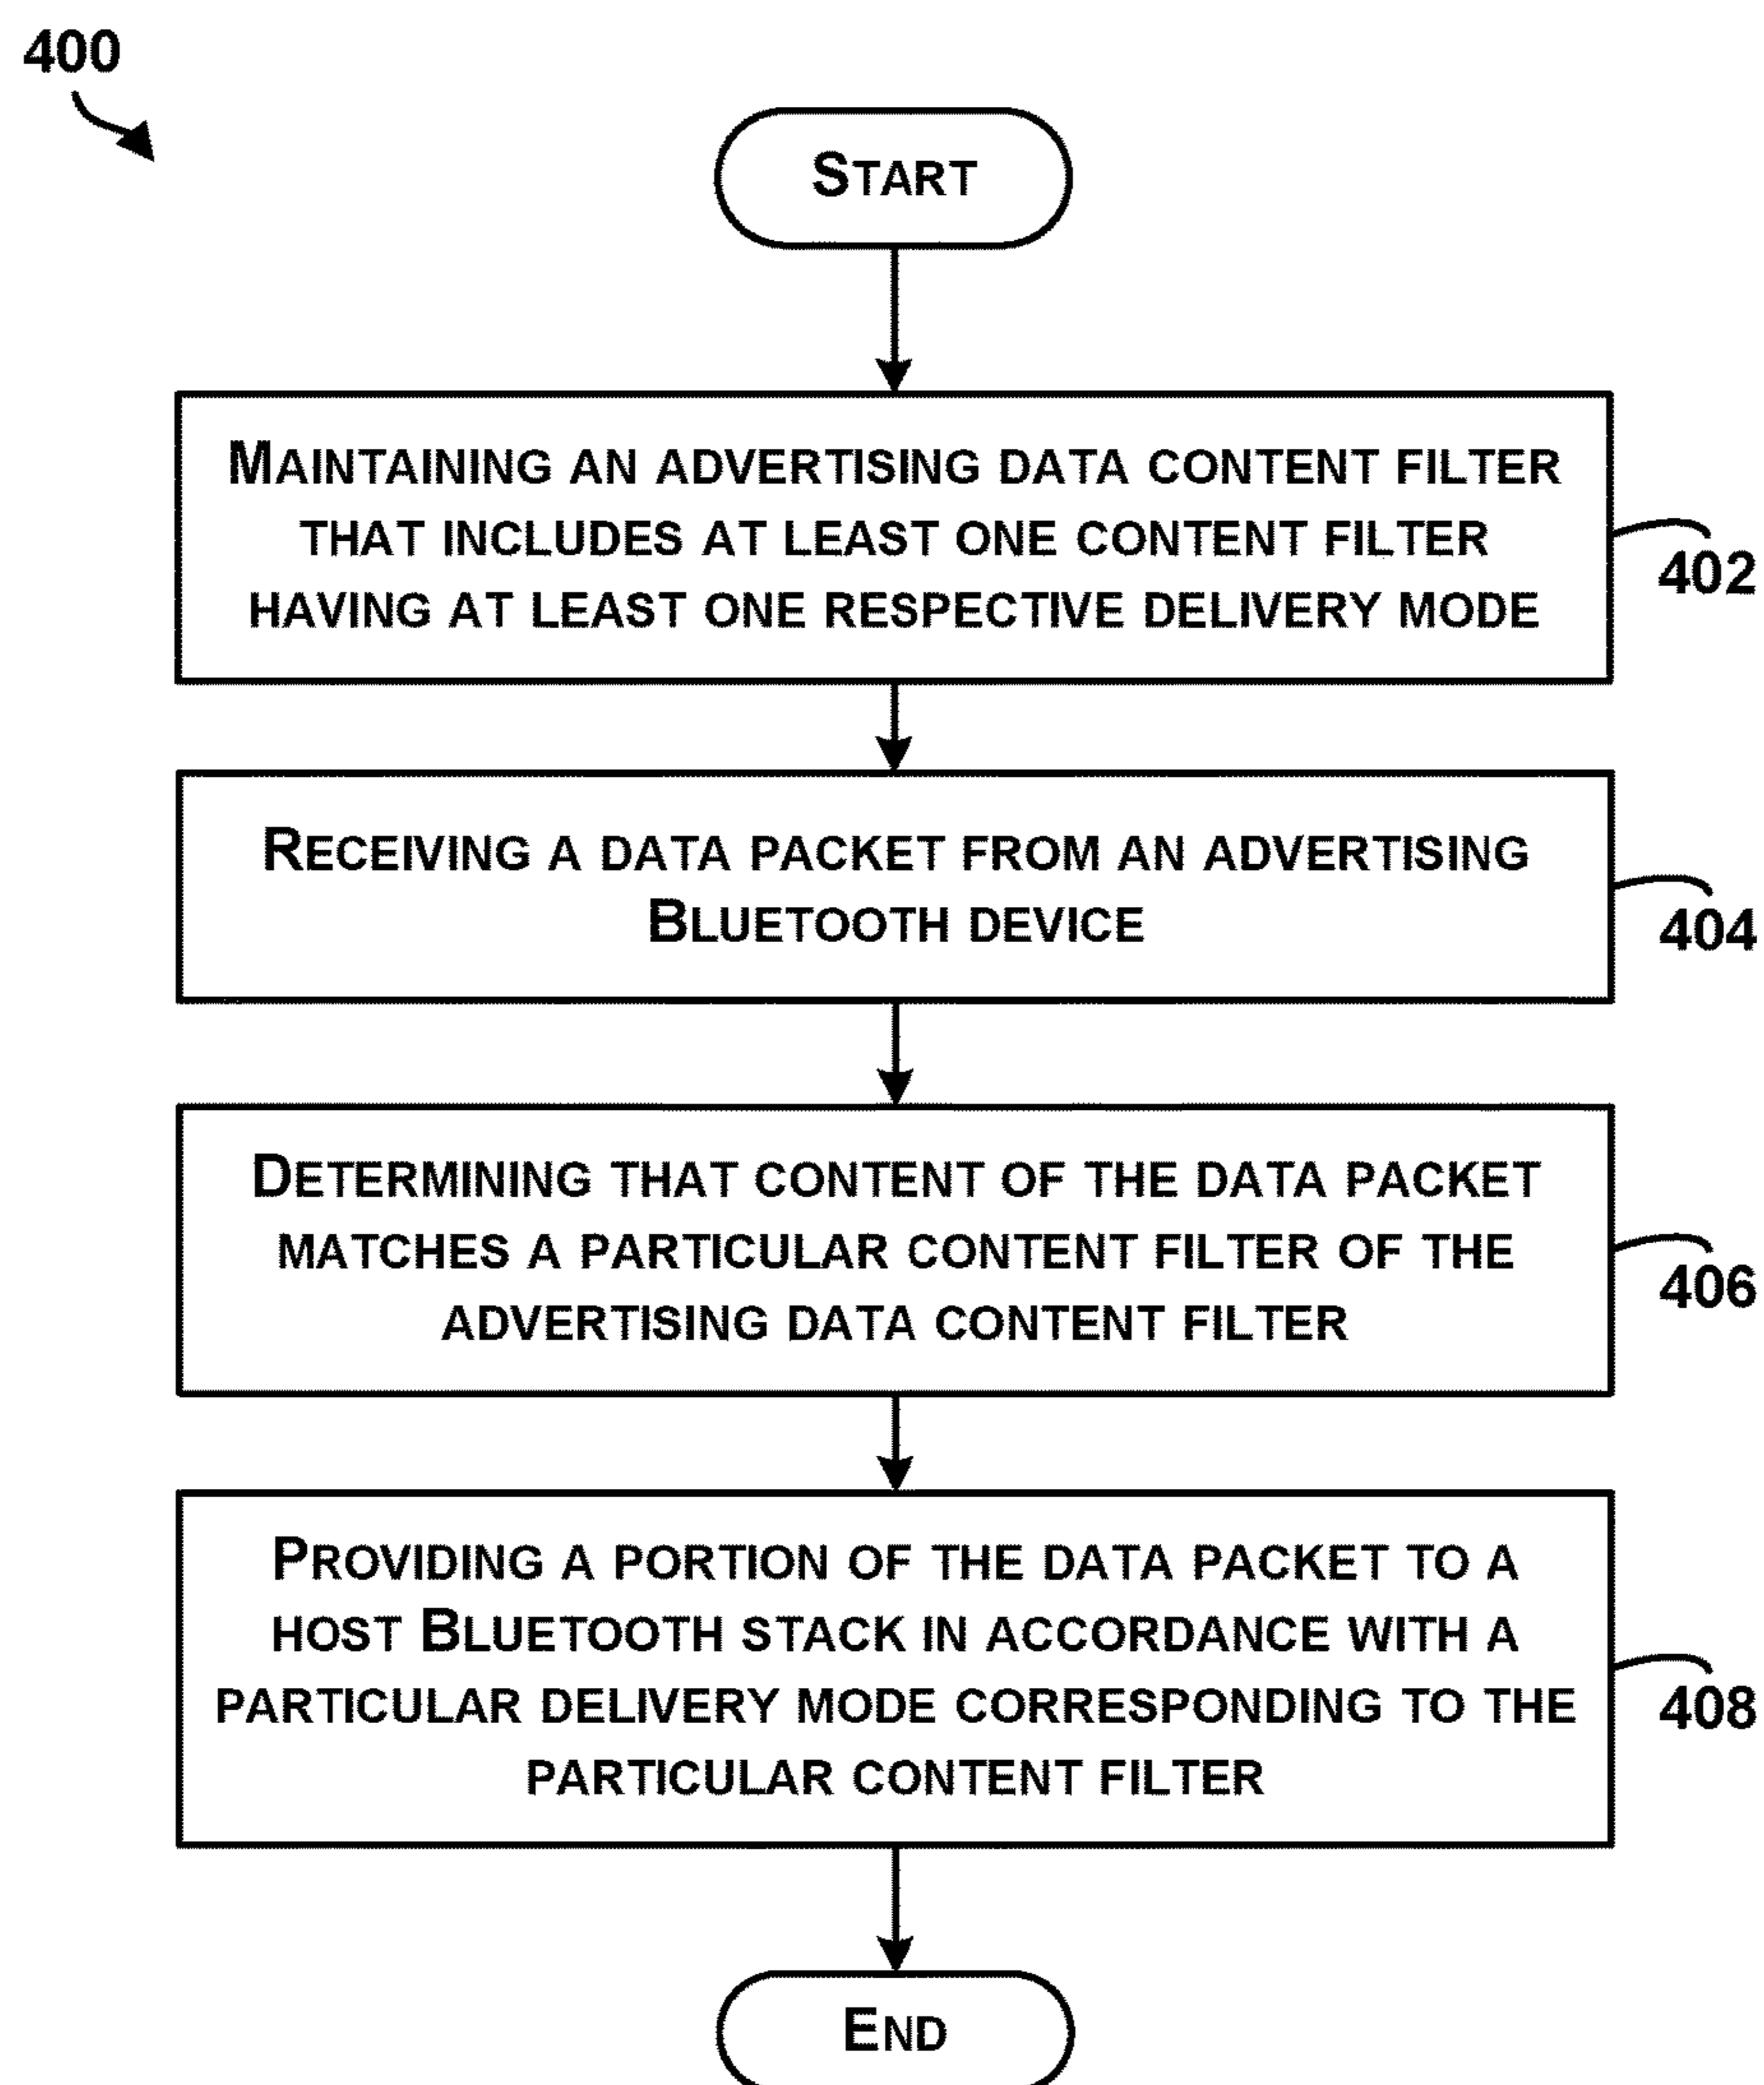 400
START
MAINTAINING AN ADVERTISING DATA CONTENT FILTER
THAT INCLUDES AT LEAST ONE CONTENT FILTER
HAVING AT LEAST ONE RESPECTIVE DELIVERY MODE
402
RECEIVING A DATA PACKET FROM AN ADVERTISING
BLUETOOTH DEVICE
404
DETERMINING THAT CONTENT OF THE DATA PACKET
MATCHES A PARTICULAR CONTENT FILTER OF THE
ADVERTISING DATA CONTENT FILTER
406
PROVIDING A PORTION OF THE DATA PACKET TO A
HOST BLUETOOTH STACK IN ACCORDANCE WITH A
PARTICULAR DELIVERY MODE CORRESPONDING TO THE
PARTICULAR CONTENT FILTER
408
END